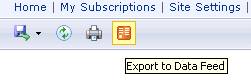 Home | My Subscriptions | Site Settings |
Export to Data Feed